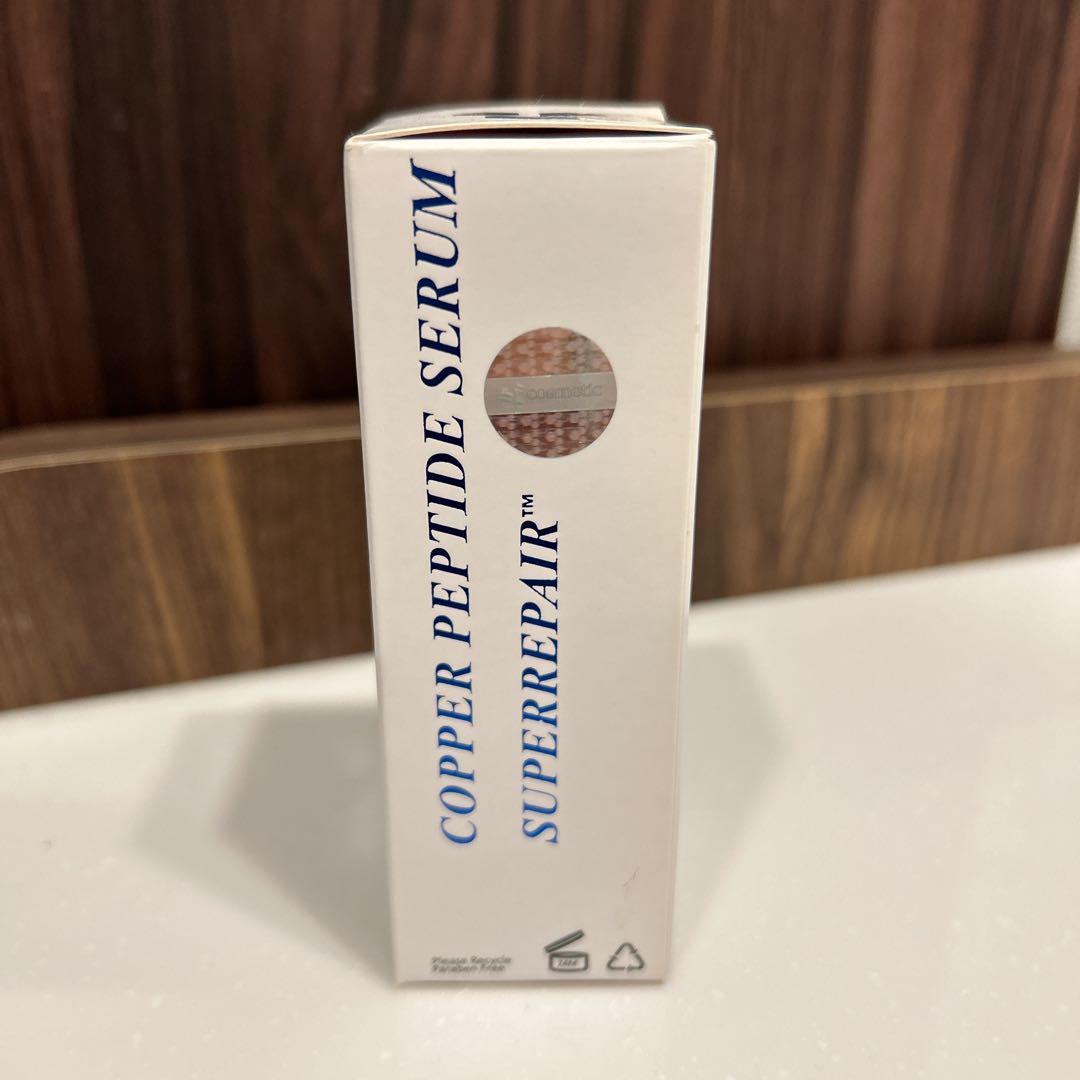 COPPER PEPTIDE SERUM
SUPERREPAIR™
cosmetic
Please Recycle
Paraben Free